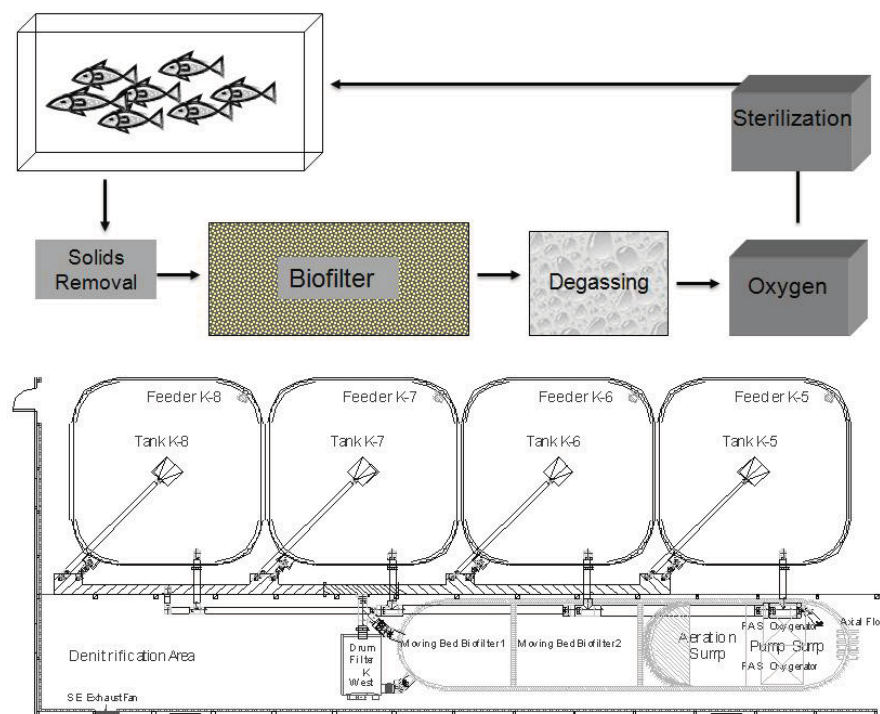 Sterilization
Solids
Removal
Biofilter
Degassing
Oxygen
Feeder K-8
Feeder K-7
Feeder K-6
Feeder K-5
Tank K-8
Tank K-7
Tank K-6
Tank K-5
Denitrification Area
SE Exhaust Fan
Drum
Filter
K
West
Moving Bed Biofilter1
Moving Bed Biofilter2
Aeration
Sump
Oxygenator
Pump Sump
Oxygenator
Axial Flo